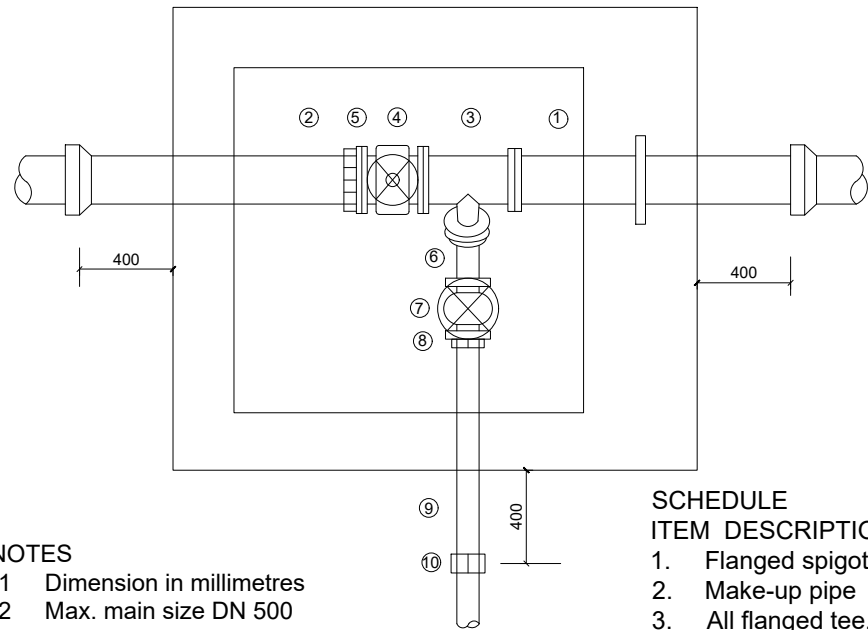 ② ⑤ ④ ③ ①
400
400
⑥
⑦
⑧
⑨
400
⑩
NOTES
1 Dimension in millimetres
2 Max. main size DN 500
SCHEDULE
ITEM
1. Flanged spigot
2. Make-up pipe
3. All flanged tee